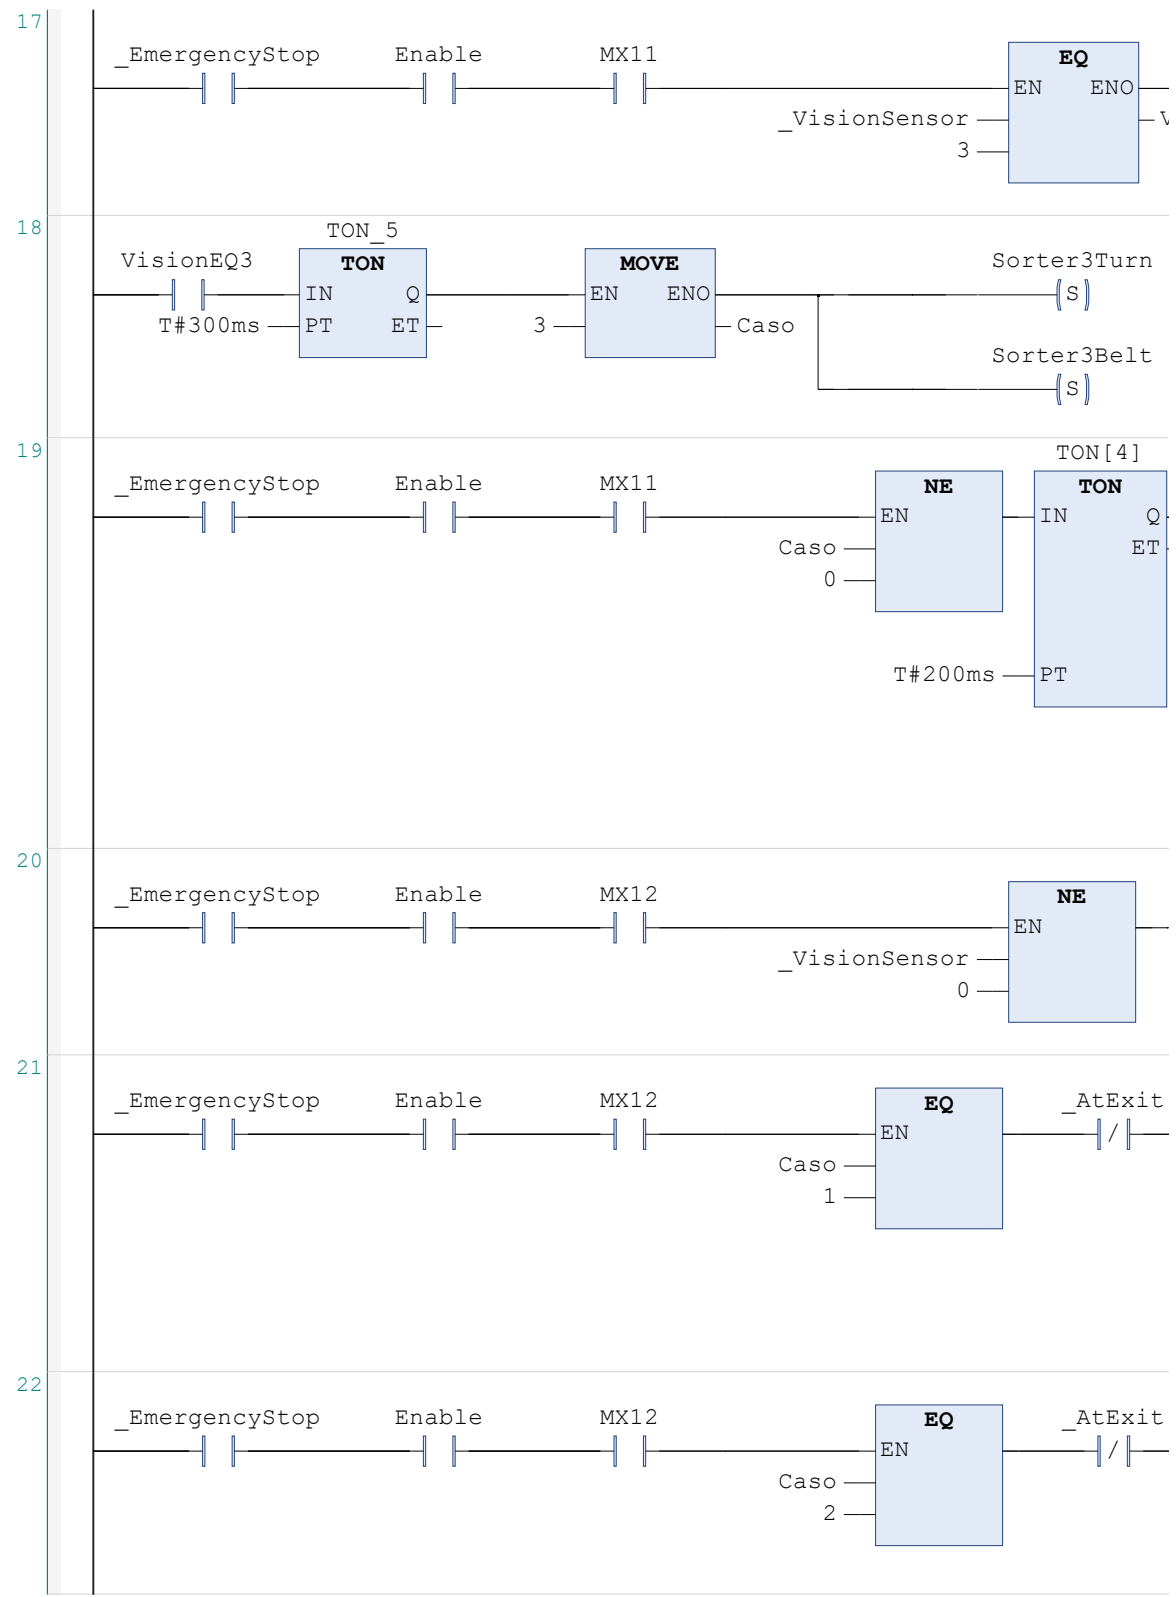 17
_EmergencyStop Enable MX11
EQ
EN ENO
_VisionSensor V
3
18
TON_5
VisionEQ3 TON MOVE Sorter3Turn
IN Q EN ENO S
T#300ms PT ET 3 Caso
Sorter3Belt
S
19
TON[4]
_EmergencyStop Enable MX11 NE TON
EN IN Q
Caso ET
0
T#200ms PT
20
_EmergencyStop Enable MX12 NE
EN
_VisionSensor
0
21
_EmergencyStop Enable MX12 EQ _AtExit
EN /
Caso
1
22
_EmergencyStop Enable MX12 EQ _AtExit
EN /
Caso
2